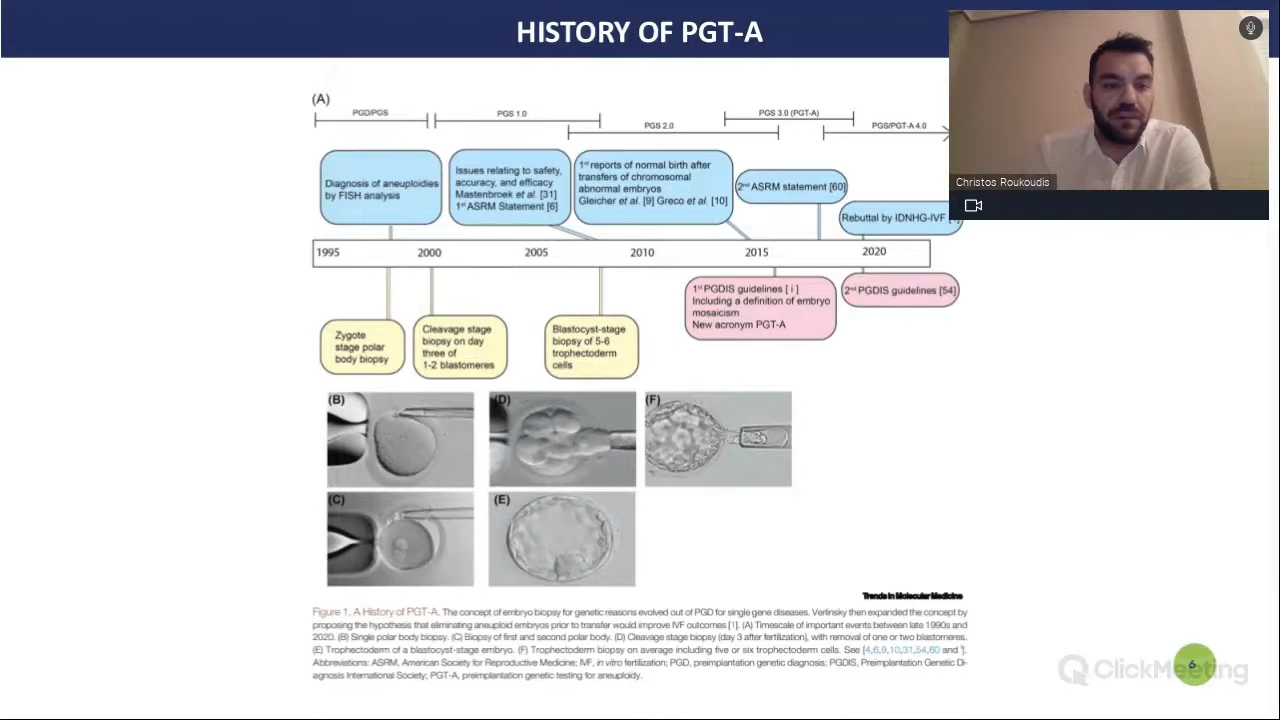 HISTORY OF PGT-A
Christos Roukoudis
(A)
PGD/PGS
PGS 1.0
PGS 2.0
PGS 3.0 (PGT-A)
PGS/PGT-A 4.0
Diagnosis of aneuploidies
by FISH analysis
Issues relating to safety,
accuracy, and efficacy
Mastenbroek et al. [31]
1st ASRM Statement [6]
1st reports of normal birth after
transfers of chromosomal
abnormal embryos
Gleicher et al. [9] Greco et al. [10]
2nd ASRM statement [60]
Rebuttal by IDNHG-IVF
1995 2000 2005 2010 2015 2020
Zygote
stage polar
body biopsy
Cleavage stage
biopsy on day
three of
1-2 blastomeres
Blastocyst-stage
biopsy of 5-6
trophectoderm
cells
1st PGDIS guidelines [ i ]
Including a definition of embryo
mosaicism
New acronym PGT-A
2nd PGDIS guidelines [54]
(B)
(D)
(F)
(C)
(E)
Trends in Molecular Medicine
Figure 1. A History of PGT-A. The concept of embryo biopsy for genetic reasons evolved out of PGD for single gene diseases. Verlinsky then expanded the concept by
proposing the hypothesis that eliminating aneuploid embryos prior to transfer would improve IVF outcomes [1]. (A) Timescale of important events between late 1990s and
2020. (B) Single polar body biopsy. (C) Biopsy of first and second polar body. (D) Cleavage stage biopsy (day 3 after fertilization), with removal of one or two blastomeres.
(E) Trophectoderm of a blastocyst-stage embryo. (F) Trophectoderm biopsy on average including five or six trophectoderm cells. See [4,6,9,10,31,54,60 and i].
Abbreviations: ASRM, American Society for Reproductive Medicine; IVF, in vitro fertilization; PGD, preimplantation genetic diagnosis; PGDIS, Preimplantation Genetic Di-
agnosis International Society; PGT-A, preimplantation genetic testing for aneuploidy.
ClickMeeting
6